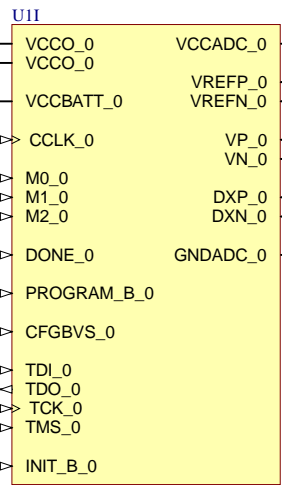 U1I
VCCO_0 VCCADC_0
VCCO_0
VREFP_0
VCCBATT_0 VREFN_0
CCLK_0 VP_0
VN_0
M0_0
M1_0 DXP_0
M2_0 DXN_0
DONE_0 GNDADC_0
PROGRAM_B_0
CFGBVS_0
TDI_0
TDO_0
TCK_0
TMS_0
INIT_B_0